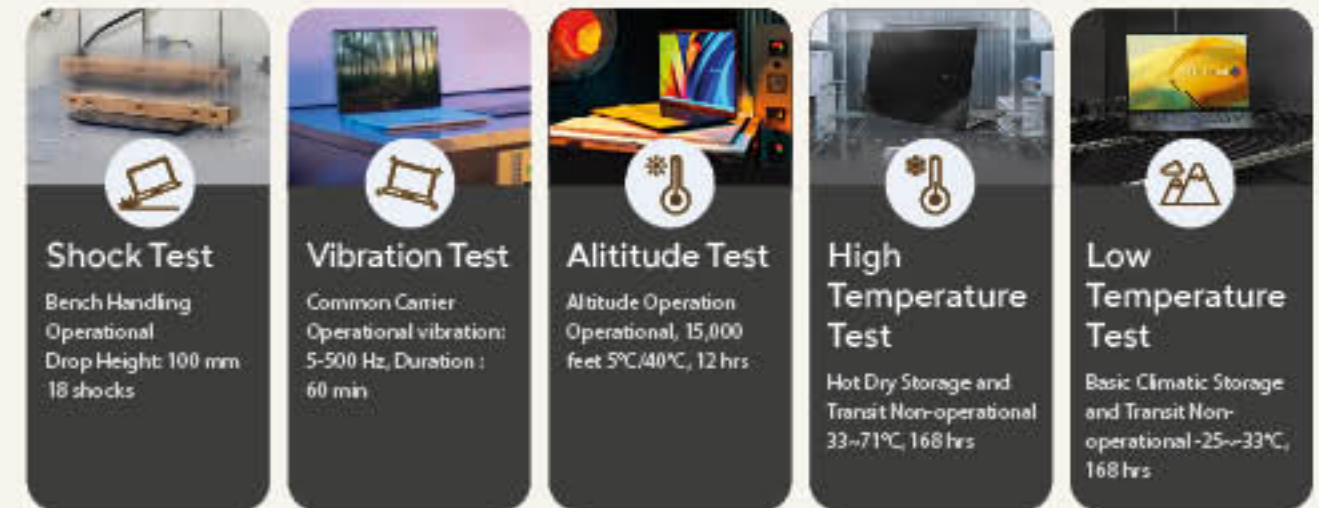 Shock Test
Bench Handling
Operational
Drop Height: 100 mm
18 shocks
Vibration Test
Common Carrier
Operational vibration:
5-500 Hz, Duration :
60 min
Alititude Test
Altitude Operation
Operational, 15,000
feet 5°C/40°C, 12 hrs
High
Temperature
Test
Hot Dry Storage and
Transit Non-operational
33~71°C, 168 hrs
Low
Temperature
Test
Basic Climatic Storage
and Transit Non-
operational -25~-33°C,
168 hrs